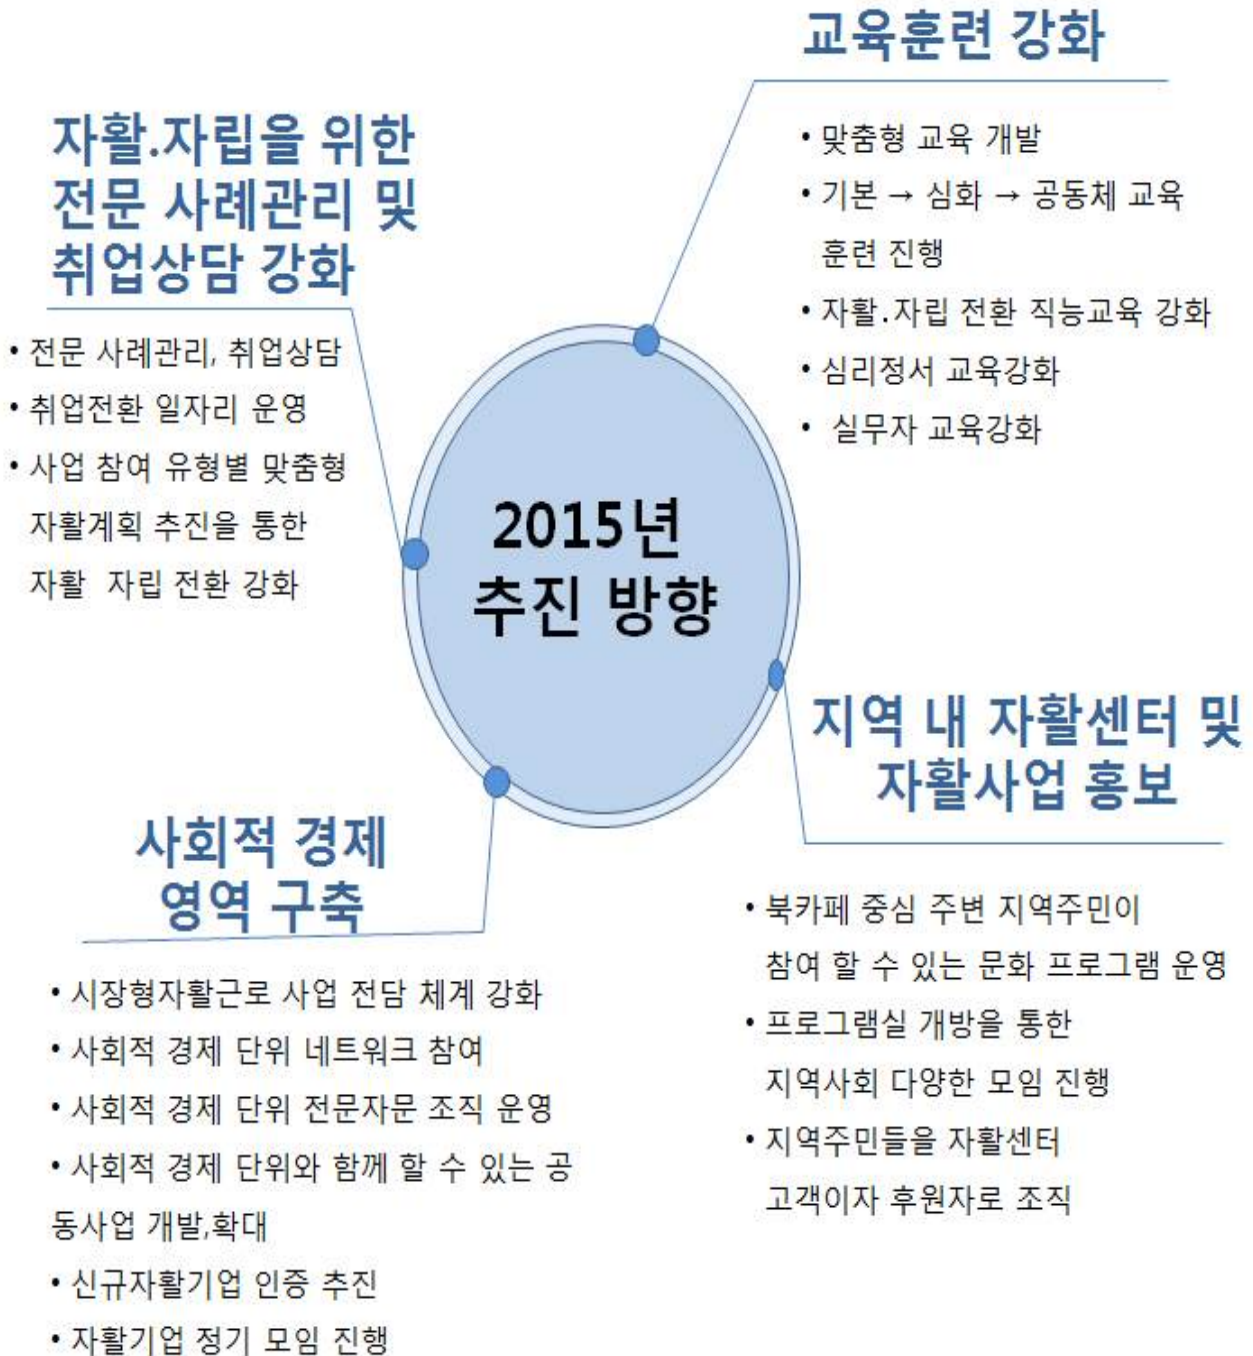 교육훈련 강화
• 맞춤형 교육 개발
• 기본 → 심화 → 공동체 교육
훈련 진행
• 자활.자립 전환 직능교육 강화
• 심리정서 교육강화
• 실무자 교육강화
자활.자립을 위한
전문 사례관리 및
취업상담 강화
• 전문 사례관리, 취업상담
• 취업전환 일자리 운영
• 사업 참여 유형별 맞춤형
자활계획 추진을 통한
자활 자립 전환 강화
2015년
추진 방향
지역 내 자활센터 및
자활사업 홍보
• 북카페 중심 주변 지역주민이
참여 할 수 있는 문화 프로그램 운영
• 프로그램실 개방을 통한
지역사회 다양한 모임 진행
• 지역주민들을 자활센터
고객이자 후원자로 조직
사회적 경제
영역 구축
• 시장형자활근로 사업 전담 체계 강화
• 사회적 경제 단위 네트워크 참여
• 사회적 경제 단위 전문자문 조직 운영
• 사회적 경제 단위와 함께 할 수 있는 공
동사업 개발,확대
• 신규자활기업 인증 추진
• 자활기업 정기 모임 진행